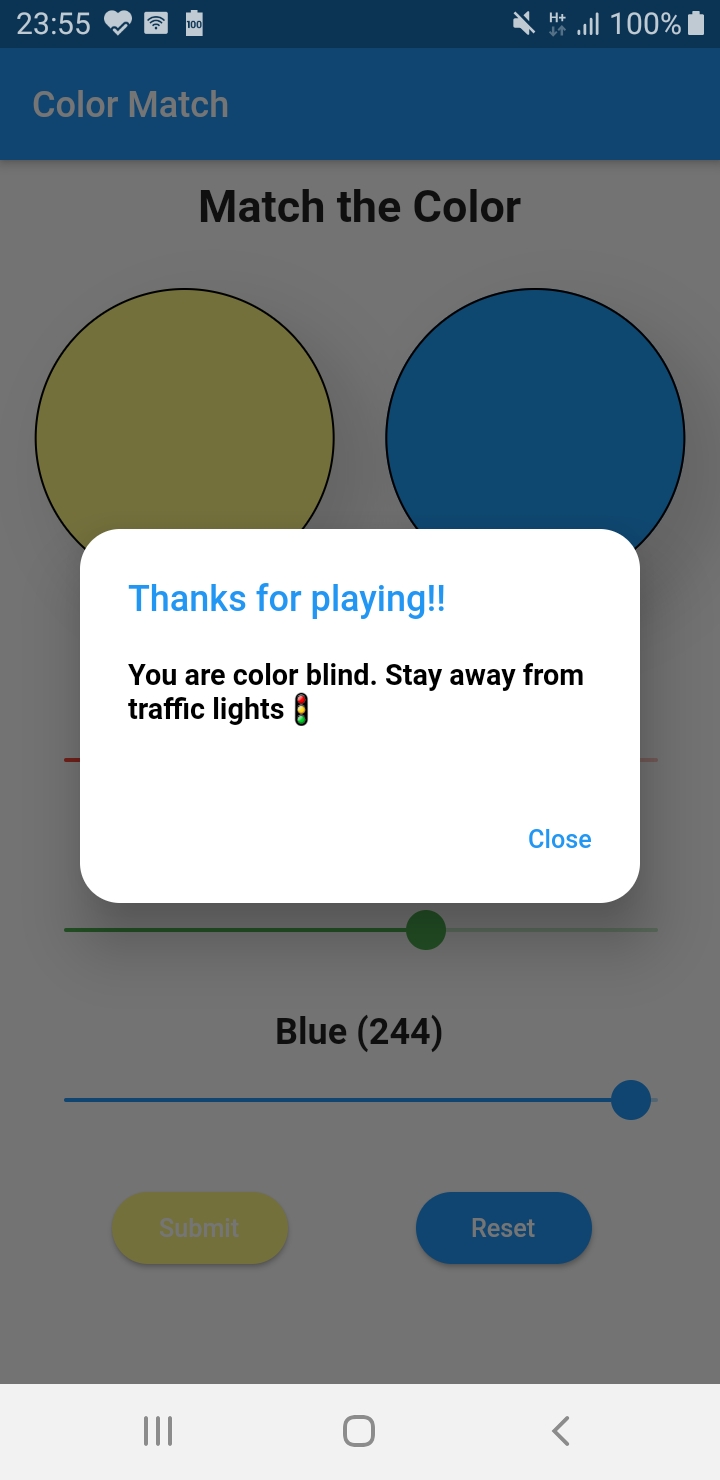 23:55 100 H+ 100%
Color Match
Match the Color
Thanks for playing!!
You are color blind. Stay away from
traffic lights🚦
Close
Blue (244)
Submit Reset